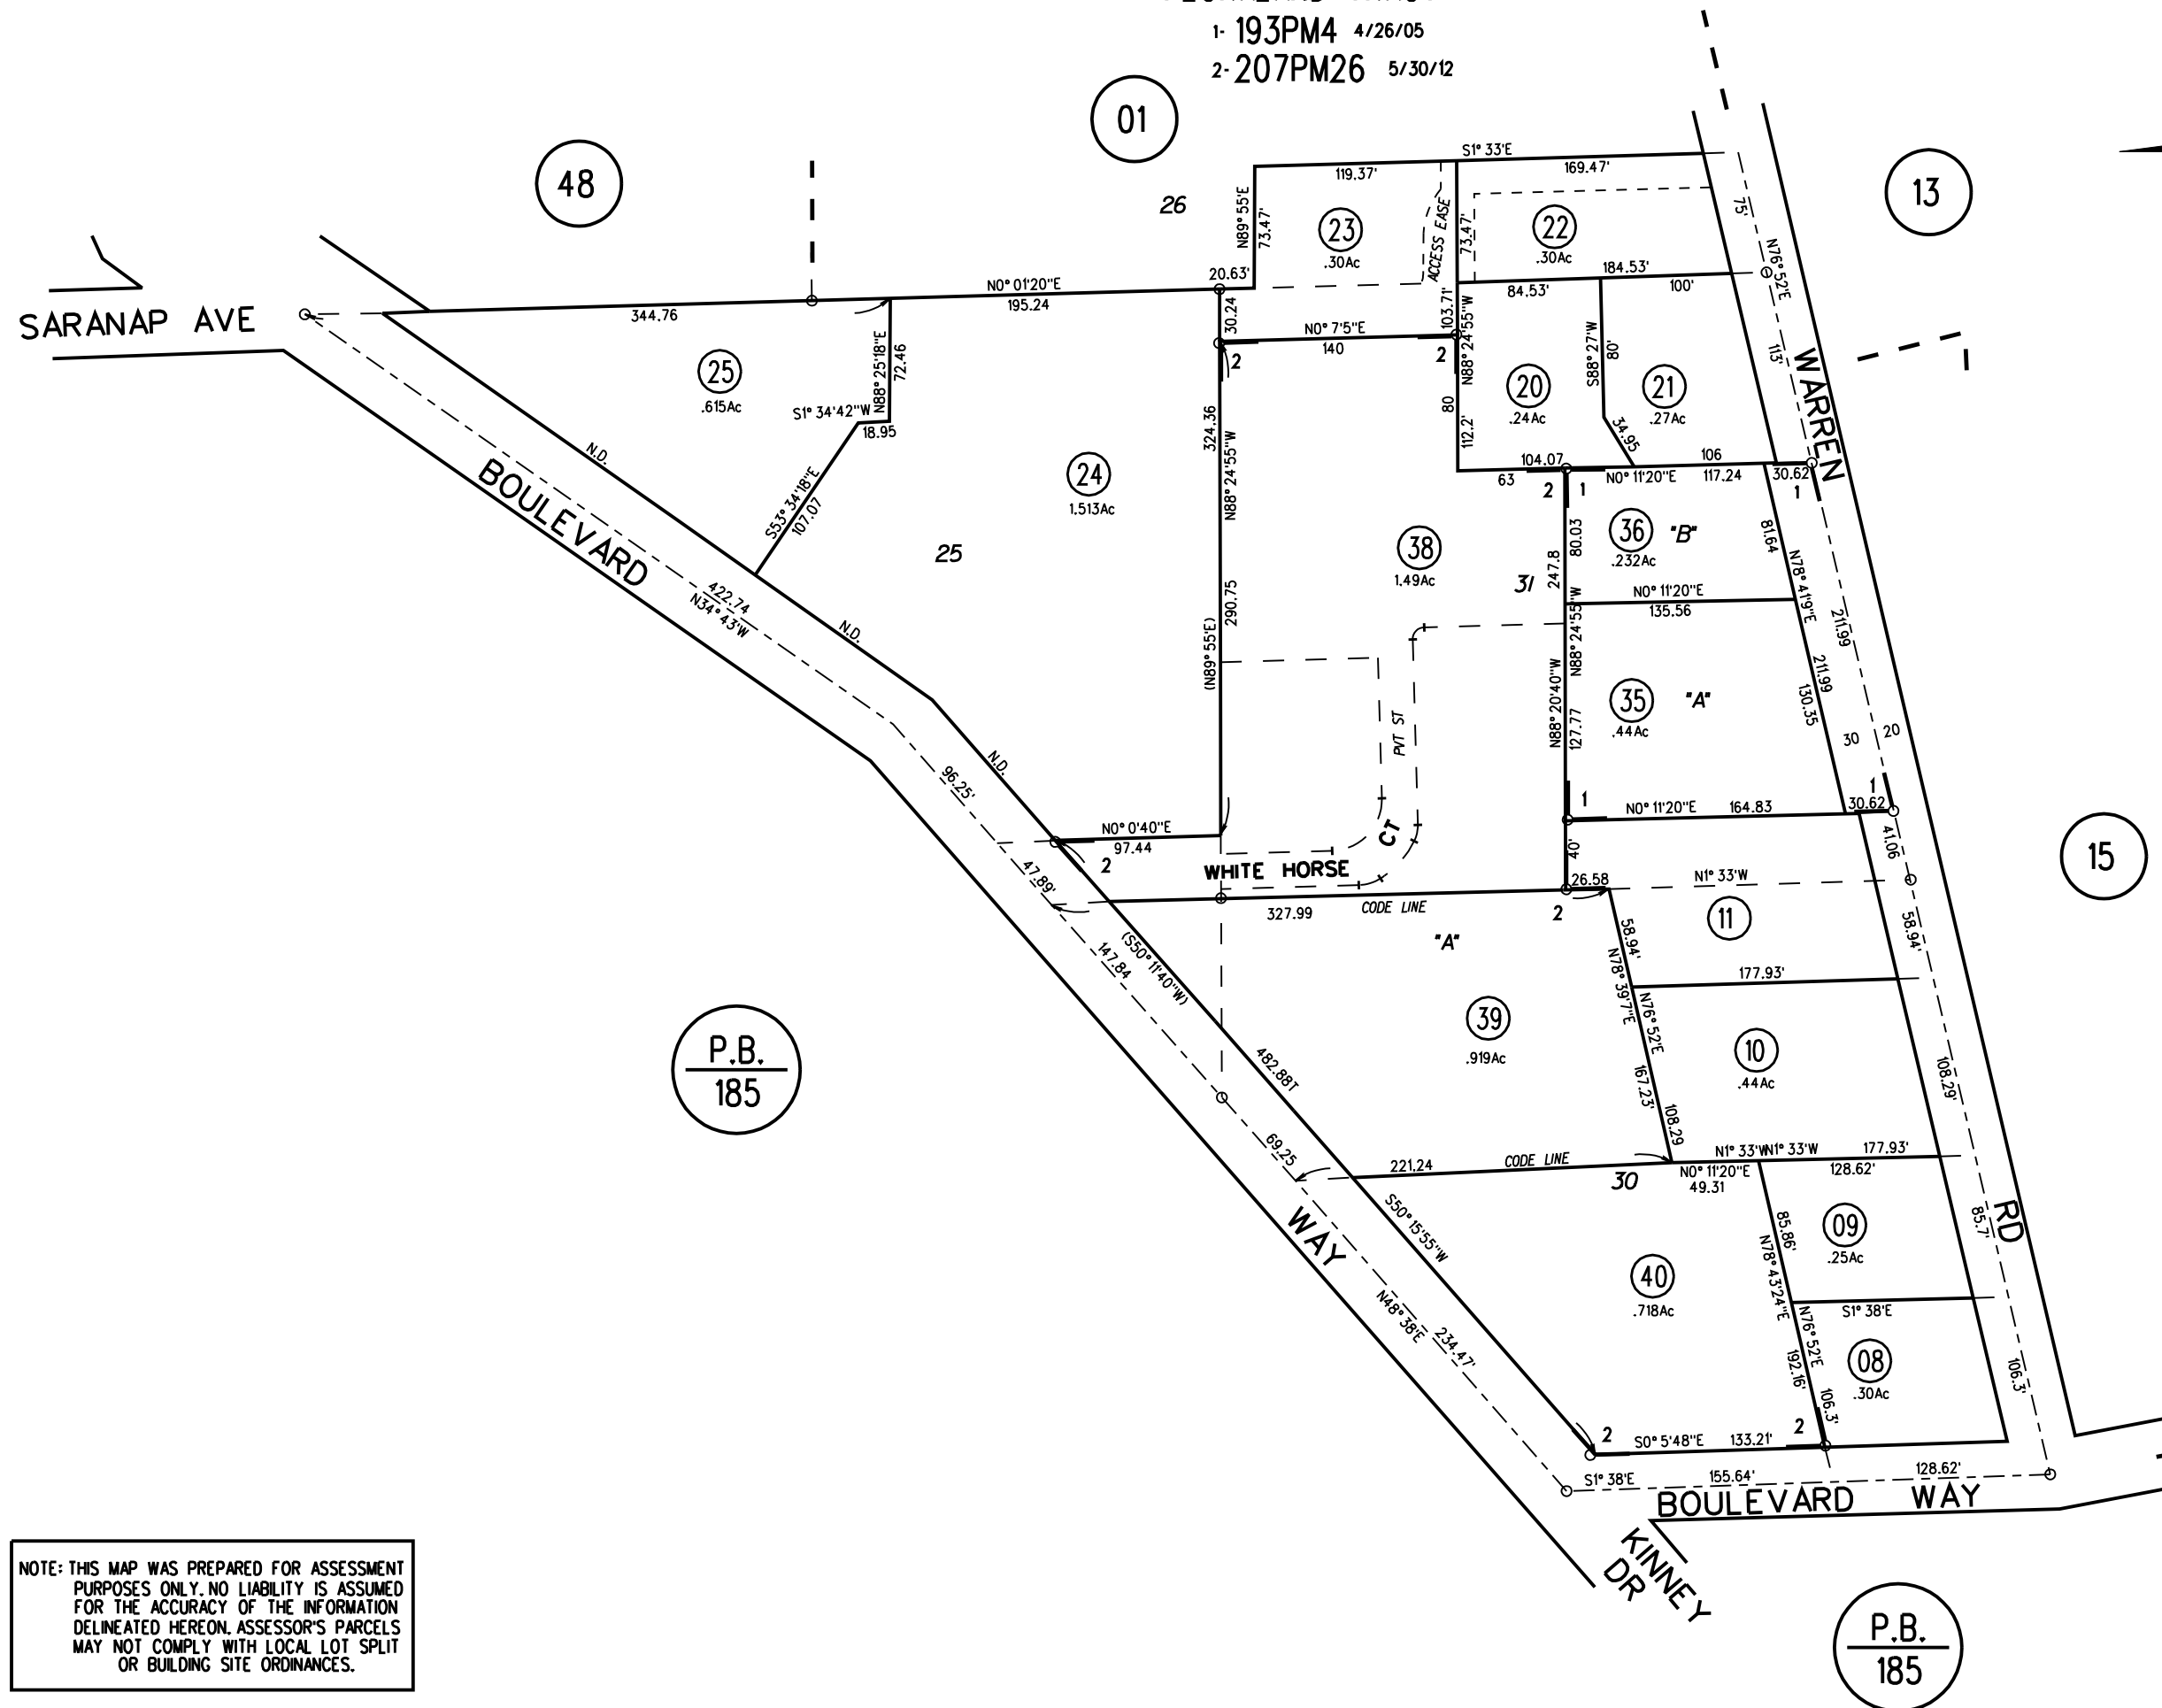 1- 193PM4 4/26/05
2- 207PM26 5/30/12
01
48
13
26
S1° 33'E
119.37'
169.47'
N89° 55'E
73.47'
23
.30Ac
ACCESS EASE
73.47'
22
.30Ac
75'
N76° 52'E
SARANAP AVE
344.76
N0° 01'20"E
195.24
20.63'
30.24
N0° 7'5"E
140
2
2
103.71'
N88° 24'55"W
84.53'
184.53'
100'
S88° 27'W
80'
113'
WARREN
25
.615Ac
N88° 25'18"E
72.46
S1° 34'42"W
18.95
S53° 34'18"E
107.07
N.D.
BOULEVARD
24
1.513Ac
324.36
N88° 24'55"W
80
112.2'
20
.24Ac
21
.27Ac
34.95
104.07
63
106
N0° 11'20"E
117.24
30.62
2
1
1
25
38
1.49Ac
31
80.03
247.8
36
"B"
.232Ac
81.64
N78° 41'9"E
N0° 11'20"E
135.56
211.99
422.74
N34° 43'W
N.D.
(N89° 55'E)
290.75
N88° 24'55"W
N88° 20'40"W
127.77
35
"A"
.44Ac
211.99
130.35
30
20
PVT ST
96.25'
N.D.
1
1
N0° 11'20"E
164.83
30.62
N0° 0'40"E
97.44
2
CT
WHITE HORSE
40'
41.06
47.89'
26.58
N1° 33'W
327.99
CODE LINE
2
11
"A"
58.94'
58.94'
147.84
(S50° 11'40"W)
N78° 39'7"E
N76° 52'E
177.93'
39
.919Ac
10
.44Ac
P.B.
185
15
482.88T
167.23'
108.29
108.29'
69.25
221.24
CODE LINE
30
N1° 33'W
N1° 33'W
177.93'
N0° 11'20"E
49.31
128.62'
WAY
S50° 15'55"W
85.86'
09
.25Ac
85.7'
RD
40
.718Ac
N78° 43'24"E
S1° 38'E
N48° 38'E
234.47'
N76° 52'E
192.16'
08
.30Ac
106.3'
106.3'
2
2
S0° 5'48"E
133.21'
S1° 38'E
155.64'
128.62'
BOULEVARD WAY
KINNEY
DR
NOTE: THIS MAP WAS PREPARED FOR ASSESSMENT
PURPOSES ONLY. NO LIABILITY IS ASSUMED
FOR THE ACCURACY OF THE INFORMATION
DELINEATED HEREON. ASSESSOR'S PARCELS
MAY NOT COMPLY WITH LOCAL LOT SPLIT
OR BUILDING SITE ORDINANCES.
P.B.
185